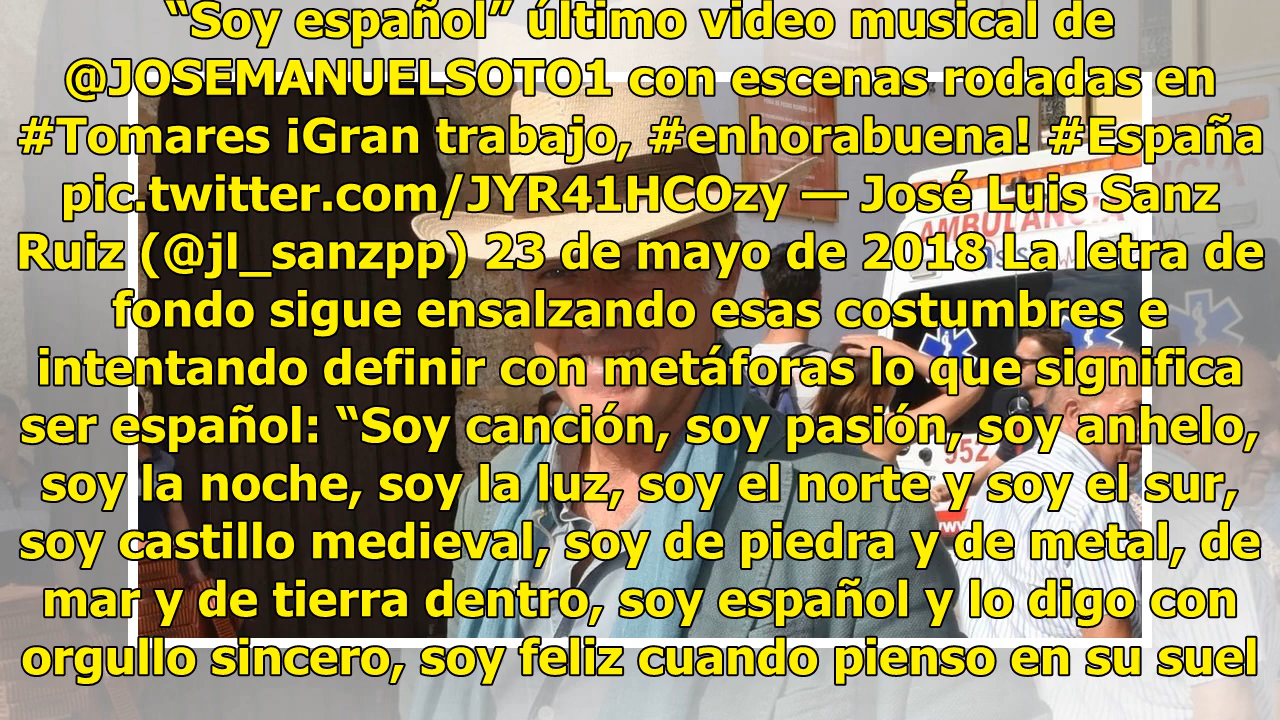 “Soy español” último video musical de
@JOSEMANUELSOTO1 con escenas rodadas en
#Tomares ¡Gran trabajo, #enhorabuena! #España
pic.twitter.com/JYR41HCOzy — José Luis Sanz
Ruiz (@jl_sanzpp) 23 de mayo de 2018 La letra de
fondo sigue ensalzando esas costumbres e
intentando definir con metáforas lo que significa
ser español: “Soy canción, soy pasión, soy anhelo,
soy la noche, soy la luz, soy el norte y soy el sur,
soy castillo medieval, soy de piedra y de metal, de
mar y de tierra dentro, soy español y lo digo con
orgullo sincero, soy feliz cuando pienso en su suel
AMBULANCIA
952